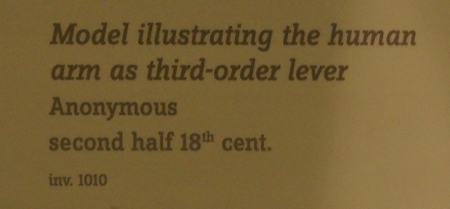 Model illustrating the human
arm as third-order lever
Anonymous
second half 18th cent.
inv. 1010